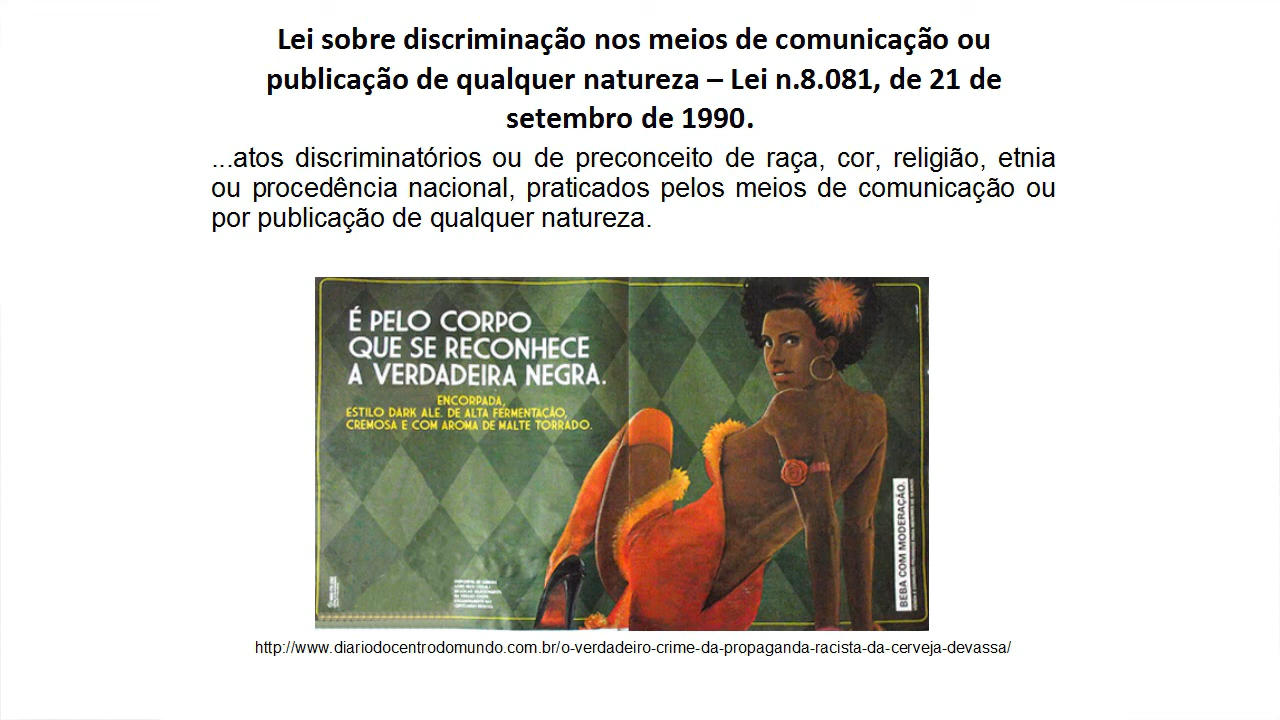 Lei sobre discriminação nos meios de comunicação ou
publicação de qualquer natureza – Lei n.8.081, de 21 de
setembro de 1990.
...atos discriminatórios ou de preconceito de raça, cor, religião, etnia
ou procedência nacional, praticados pelos meios de comunicação ou
por publicação de qualquer natureza.
É PELO CORPO
QUE SE RECONHECE
A VERDADEIRA NEGRA.
ENCORPADA,
ESTILO DARK ALE. DE ALTA FERMENTAÇÃO,
CREMOSA E COM AROMA DE MALTE TORRADO.
BEBA COM MODERAÇÃO.
http://www.diariodocentrodomundo.com.br/o-verdadeiro-crime-da-propaganda-racista-da-cerveja-devassa/